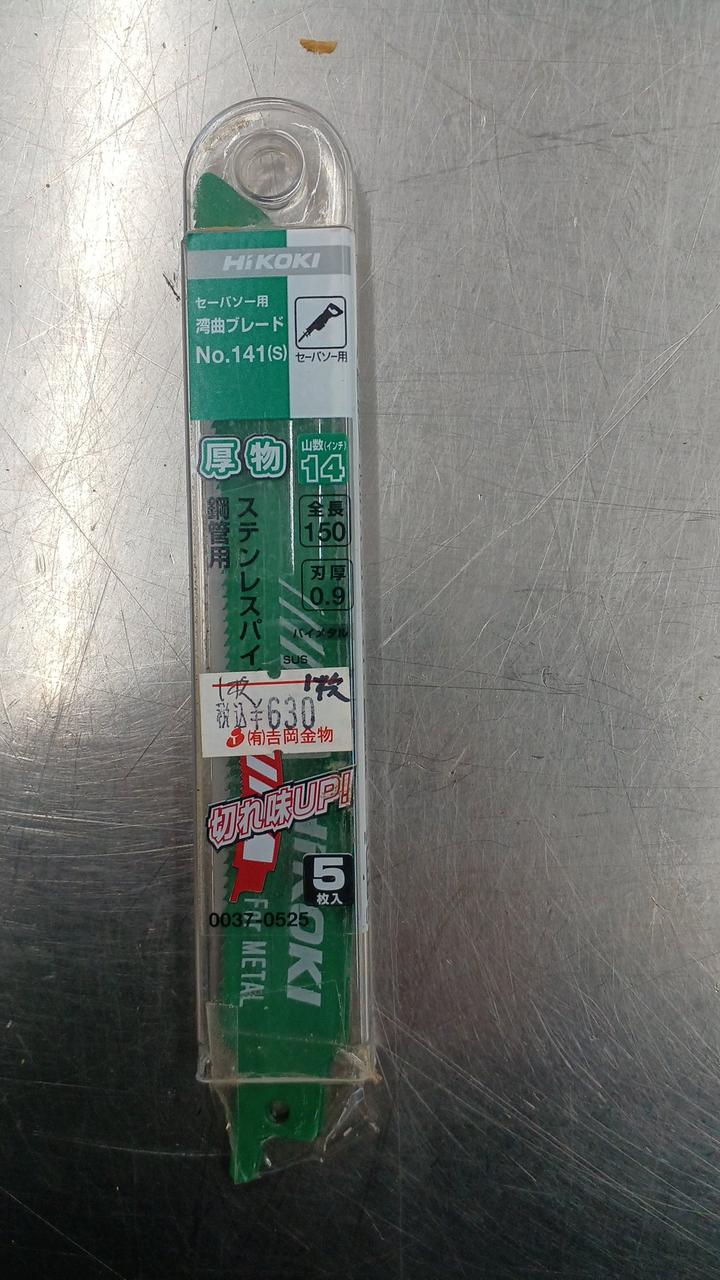 HiKOKI
セーバソー用
湾曲ブレード
No.141(S)
セーバソー用
厚物
山数(インチ)
14
ステンレスパイ
鋼管用
全長
150
刃厚
0.9
バイメタル
SUS
1枚 1枚
税込¥630
(有)吉岡金物
切れ味UP!
5
枚入
0037-0525
For METAL
HiKOKI